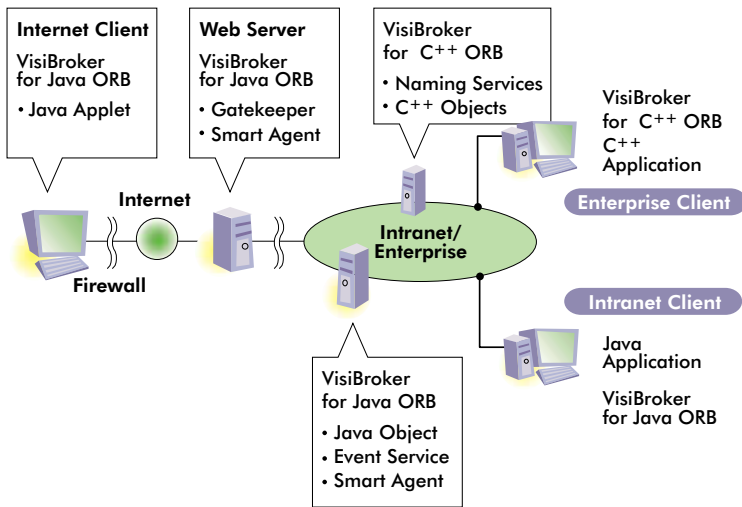 Internet Client
VisiBroker
for Java ORB
• Java Applet
Web Server
VisiBroker
for Java ORB
• Gatekeeper
• Smart Agent
VisiBroker
for C++ ORB
• Naming Services
• C++ Objects
VisiBroker
for C++ ORB
C++
Application
Enterprise Client
Internet
Firewall
Intranet/
Enterprise
Intranet Client
Java
Application
VisiBroker
for Java ORB
VisiBroker
for Java ORB
• Java Object
• Event Service
• Smart Agent